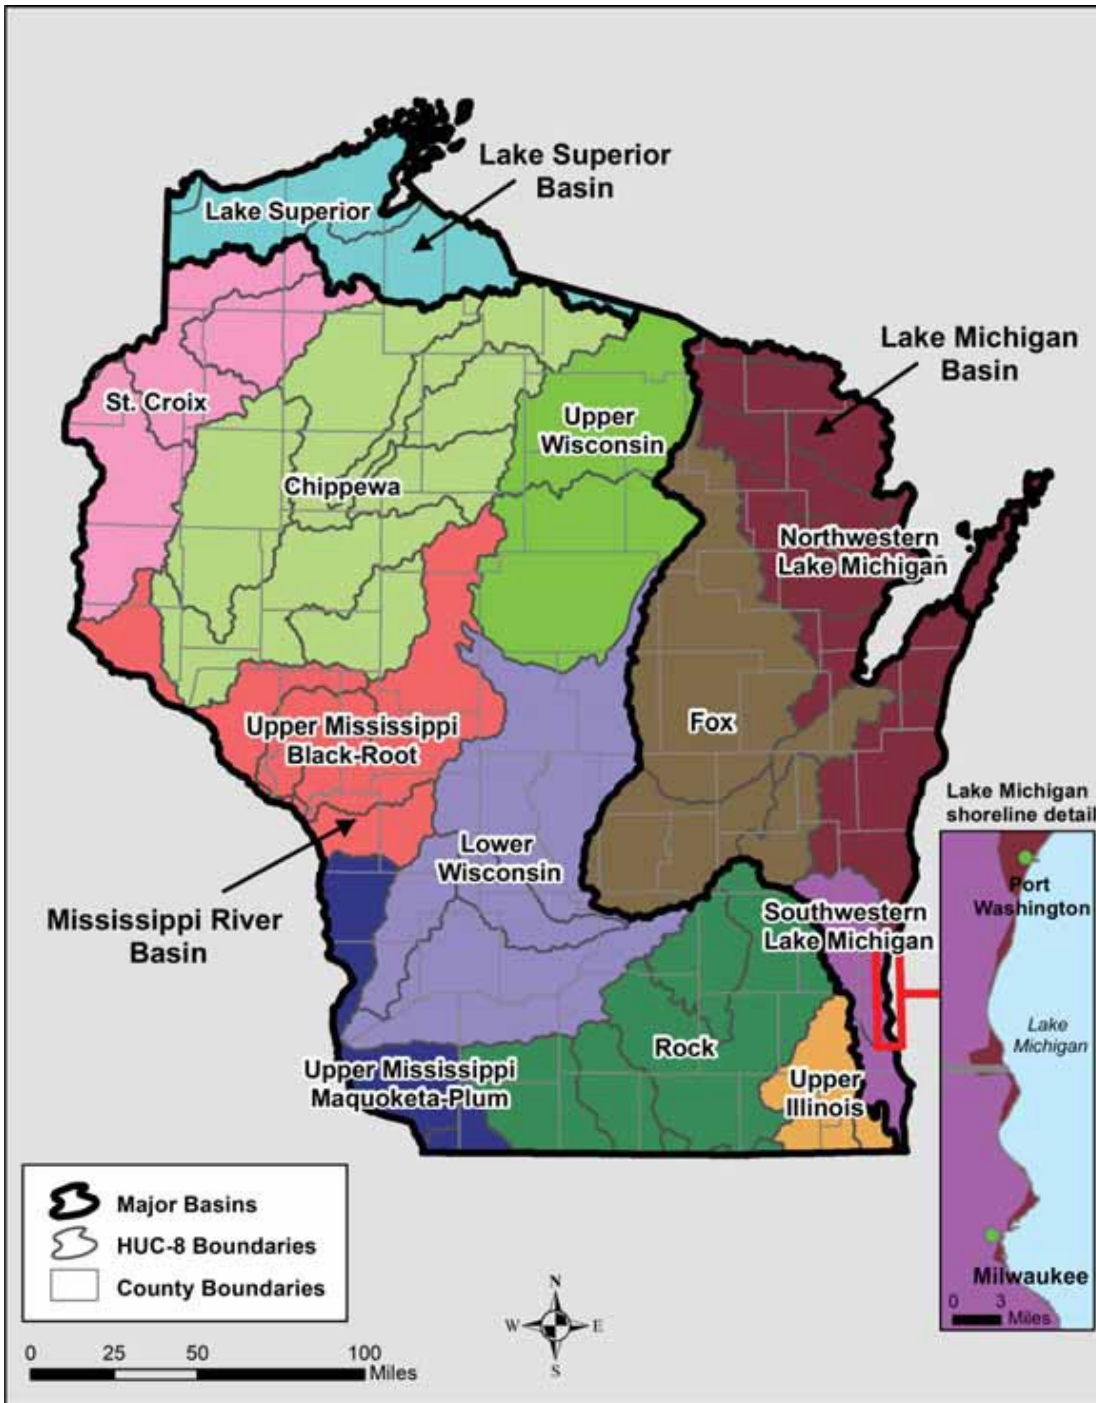 Lake Superior
Basin
Lake Superior
Lake Michigan
Basin
St. Croix
Upper
Wisconsin
Chippewa
Northwestern
Lake Michigan
Upper Mississippi
Black-Root
Fox
Lake Michigan
shoreline detail
Lower
Wisconsin
Port
Washington
Mississippi River
Basin
Southwestern
Lake Michigan
Lake
Michigan
Rock
Upper Mississippi
Maquoketa-Plum
Upper
Illinois
Major Basins
HUC-8 Boundaries
County Boundaries
Milwaukee
0 3
Miles
N
W E
S
0 25 50 100
Miles